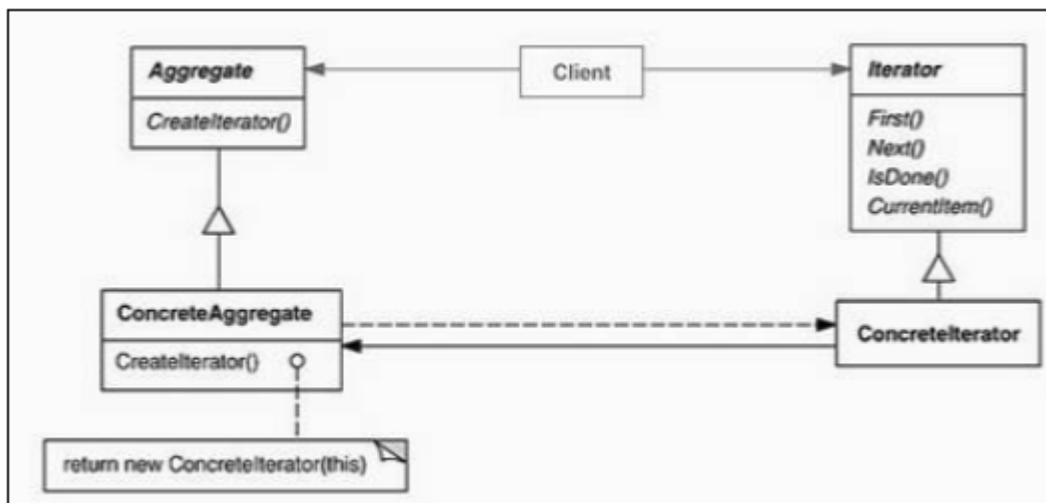 Aggregate
CreateIterator()
Client
Iterator
First()
Next()
IsDone()
CurrentItem()
ConcreteAggregate
CreateIterator()
ConcreteIterator
return new ConcreteIterator(this)